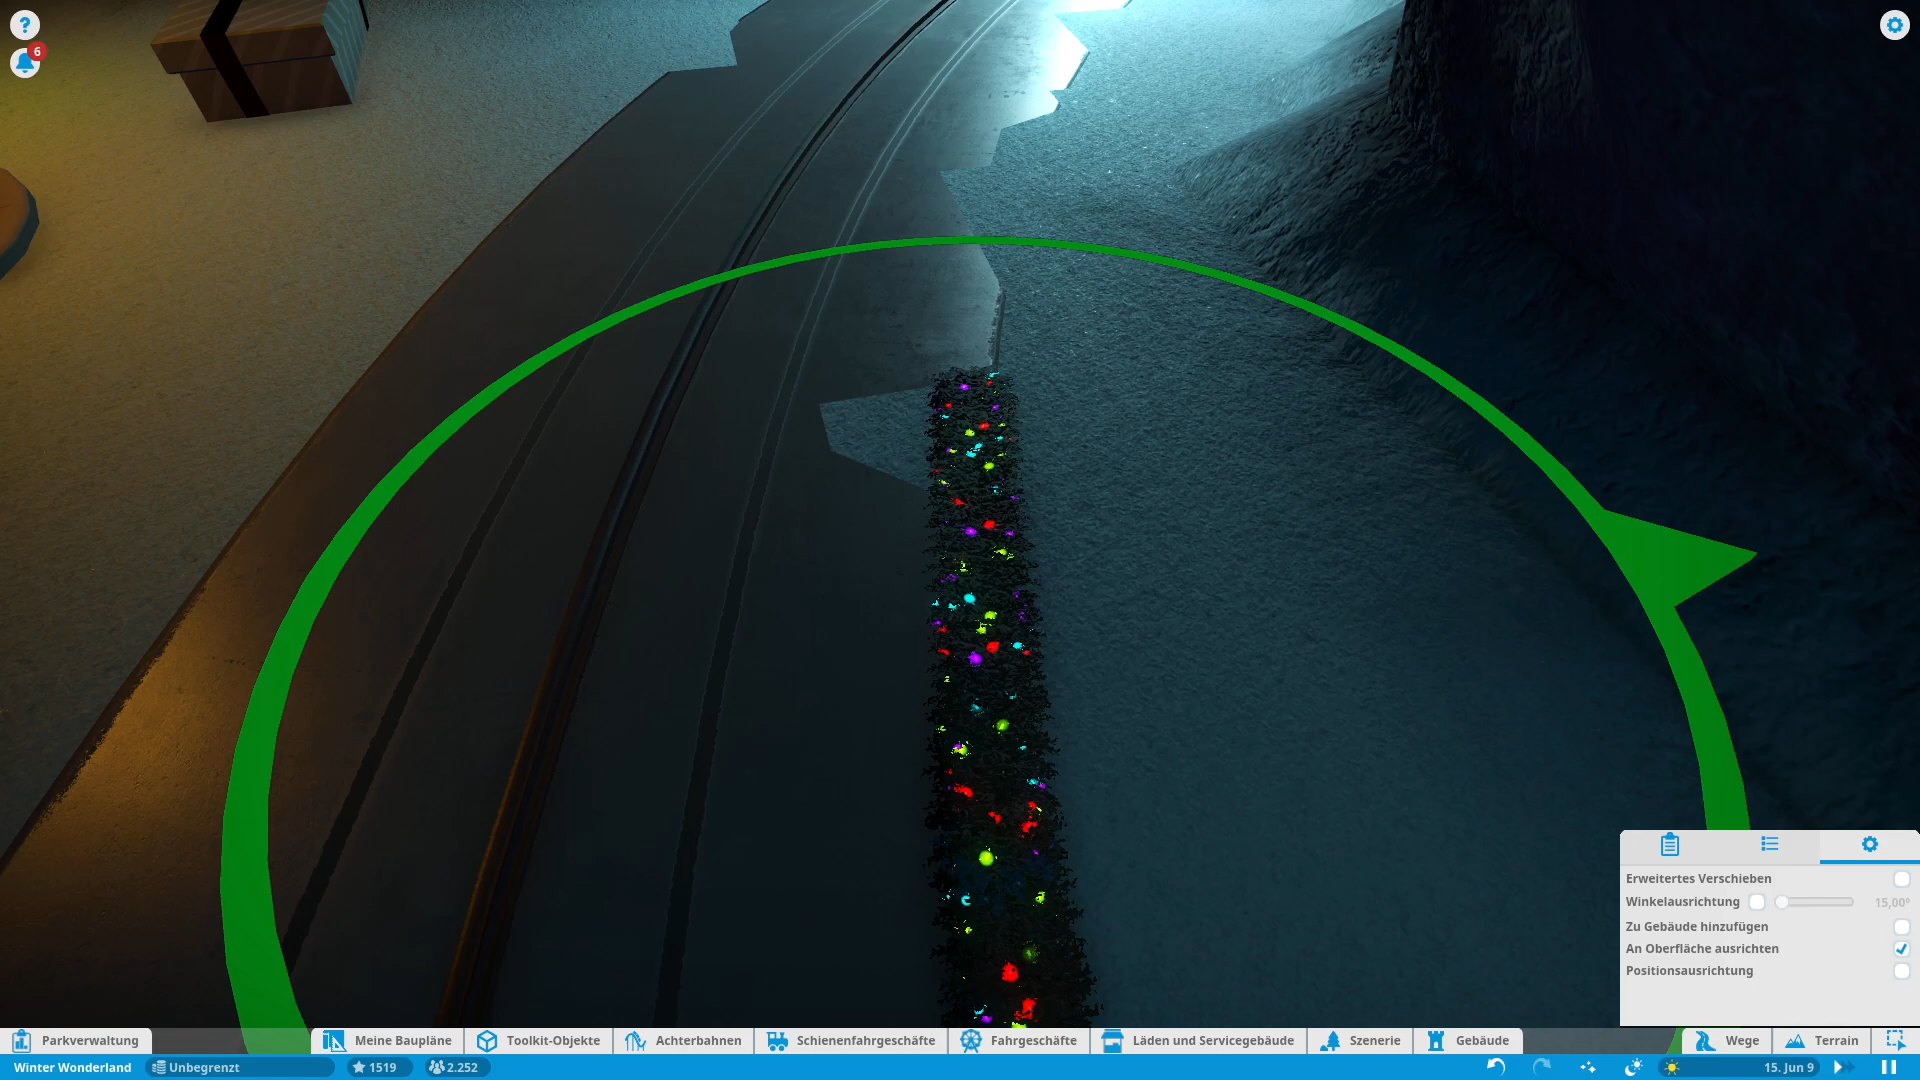 ?
6
Erweitertes Verschieben
Winkelausrichtung 15,00°
Zu Gebäude hinzufügen
An Oberfläche ausrichten
Positionsausrichtung
Parkverwaltung Meine Baupläne Toolkit-Objekte Achterbahnen Schienenfahrgeschäfte Fahrgeschäfte Läden und Servicegebäude Szenerie Gebäude Wege Terrain
Winter Wonderland Unbegrenzt 1519 2.252 15. Jun 9